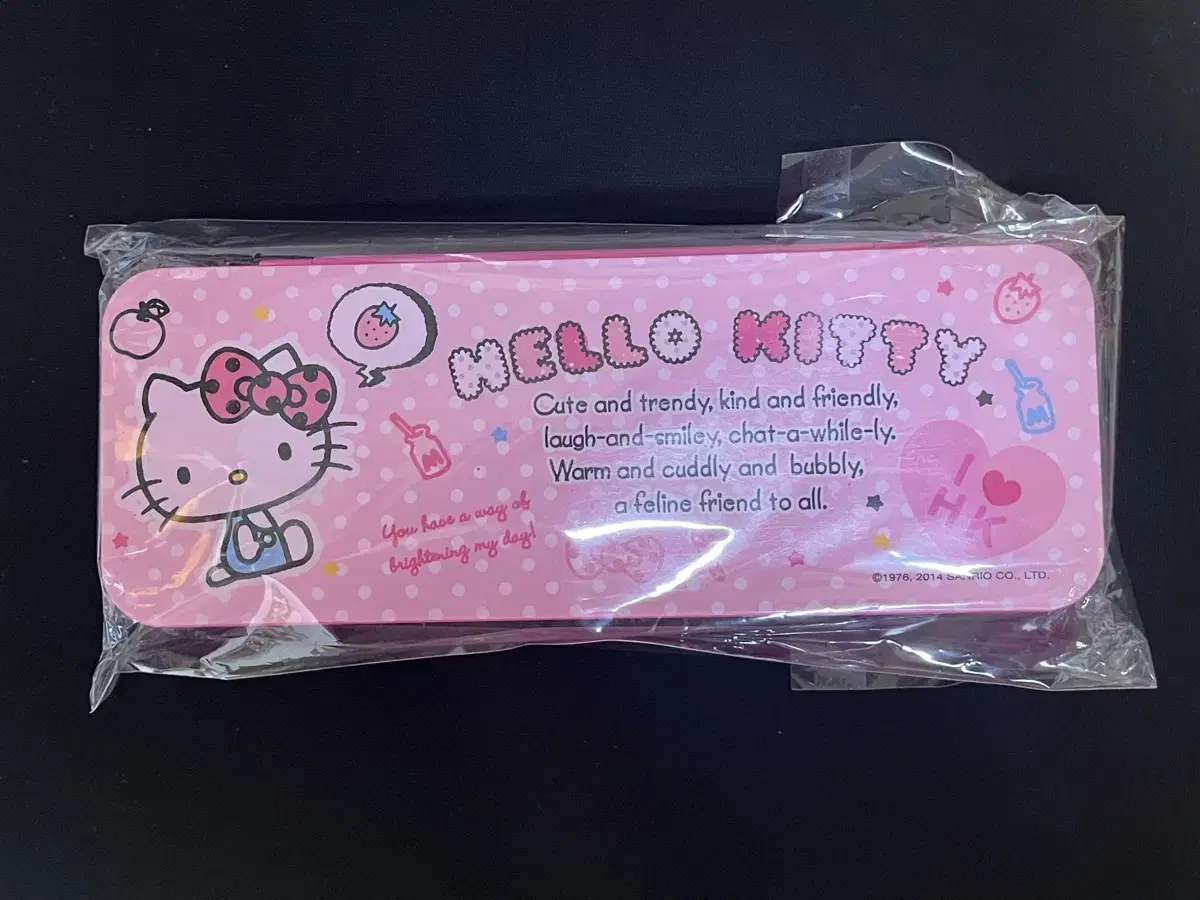 HELLO KITTY
Cute and trendy, kind and friendly,
laugh-and-smiley, chat-a-while-ly.
Warm and cuddly and bubbly,
a feline friend to all.
You have a way of
brightening my day!
M
M
I
HK
©1976, 2014 SANRIO CO., LTD.